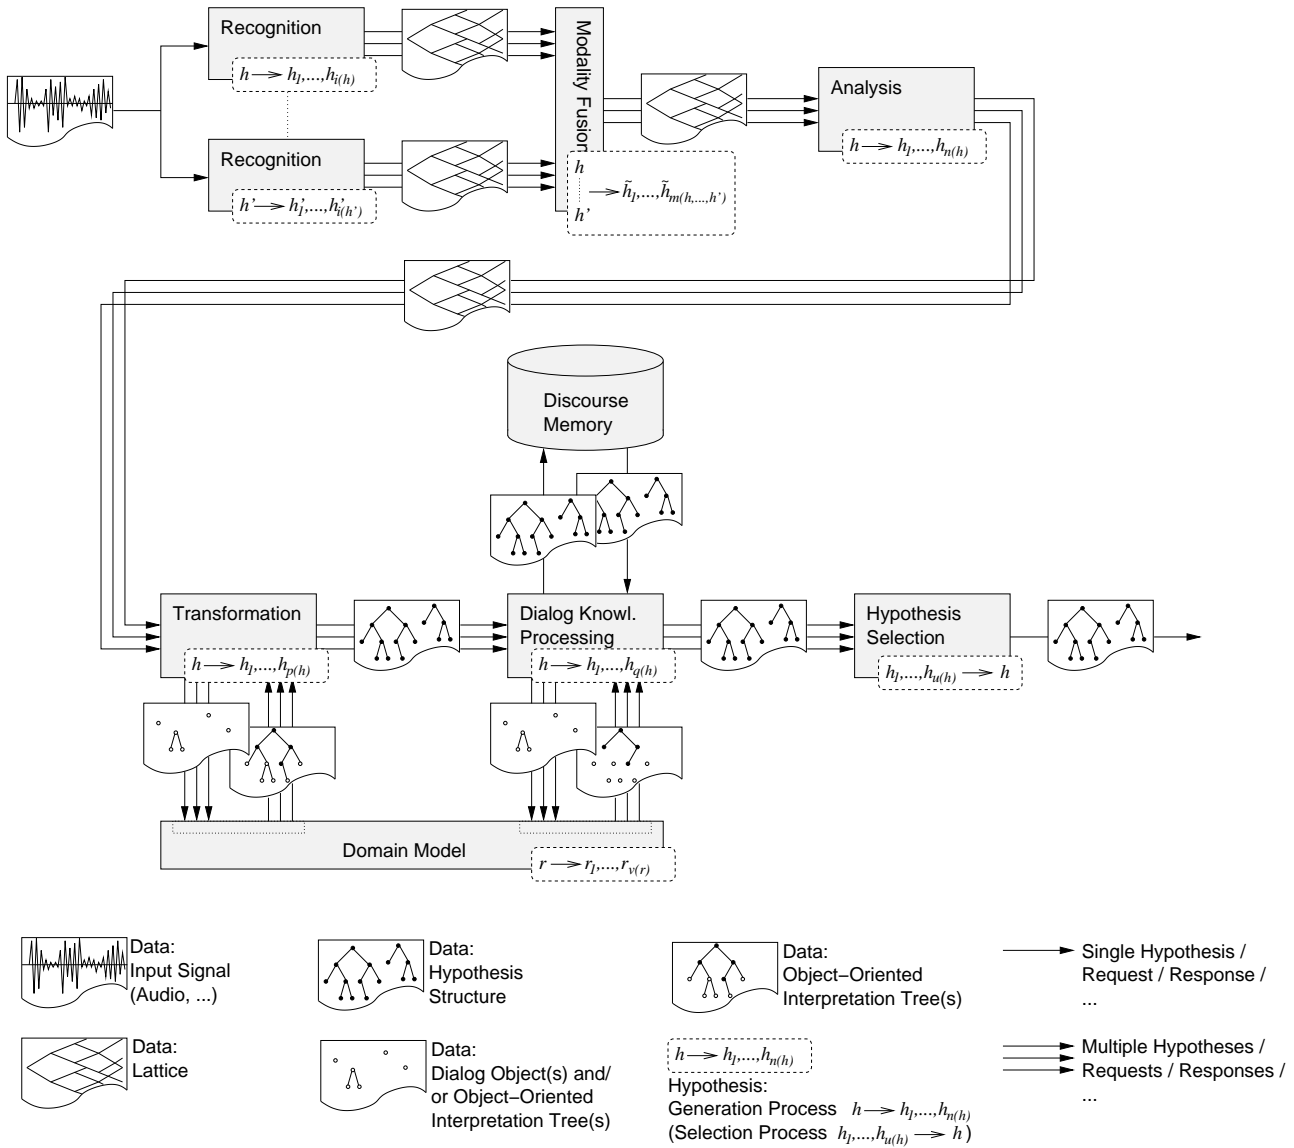 Recognition
h → h1,...,hi(h)
Recognition
h' → h'1,...,h'i(h')
Modality Fusion
h
→ h̃1,...,h̃m(h,...,h')
h'
Analysis
h → h1,...,hn(h)
Discourse
Memory
Transformation
h → h1,...,hp(h)
Dialog Knowl.
Processing
h → h1,...,hq(h)
Hypothesis
Selection
h1,...,hu(h) → h
Domain Model
r → r1,...,rv(r)
Data:
Input Signal
(Audio, ...)
Data:
Hypothesis
Structure
Data:
Object–Oriented
Interpretation Tree(s)
Single Hypothesis /
Request / Response /
...
Data:
Lattice
Data:
Dialog Object(s) and/
or Object–Oriented
Interpretation Tree(s)
h → h1,...,hn(h)
Hypothesis:
Generation Process h → h1,...,hn(h)
(Selection Process h1,...,hu(h) → h )
Multiple Hypotheses /
Requests / Responses /
...